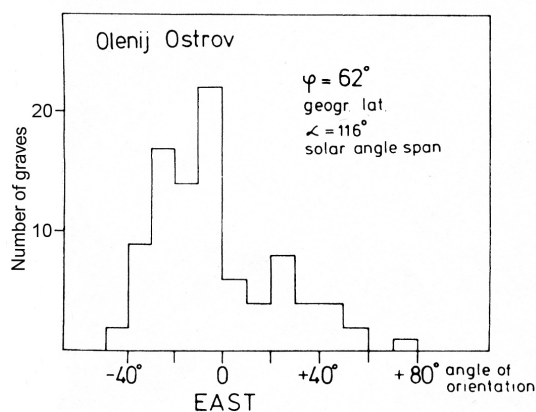 Olenij Ostrov
φ = 62°
geogr. lat.
∝ = 116°
solar angle span
Number of graves
20
10
-40° 0 +40° +80° angle of
orientation
EAST